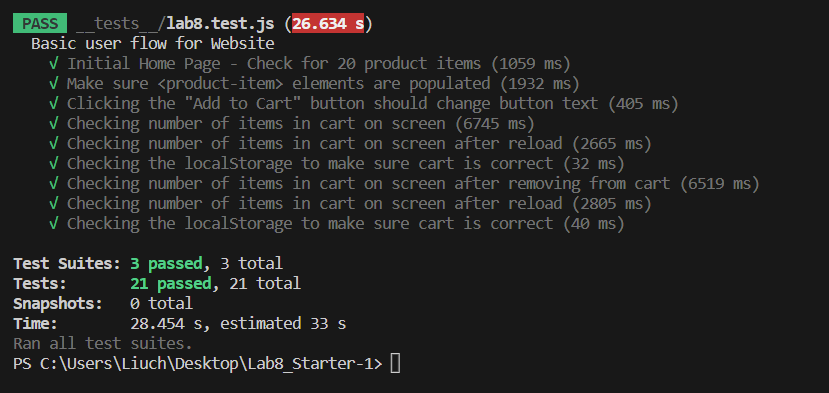 PASS __tests__/lab8.test.js (26.634 s)
Basic user flow for Website
√ Initial Home Page - Check for 20 product items (1059 ms)
√ Make sure <product-item> elements are populated (1932 ms)
√ Clicking the "Add to Cart" button should change button text (405 ms)
√ Checking number of items in cart on screen (6745 ms)
√ Checking number of items in cart on screen after reload (2665 ms)
√ Checking the localStorage to make sure cart is correct (32 ms)
√ Checking number of items in cart on screen after removing from cart (6519 ms)
√ Checking number of items in cart on screen after reload (2805 ms)
√ Checking the localStorage to make sure cart is correct (40 ms)
Test Suites: 3 passed, 3 total
Tests: 21 passed, 21 total
Snapshots: 0 total
Time: 28.454 s, estimated 33 s
Ran all test suites.
PS C:\Users\Liuch\Desktop\Lab8_Starter-1>